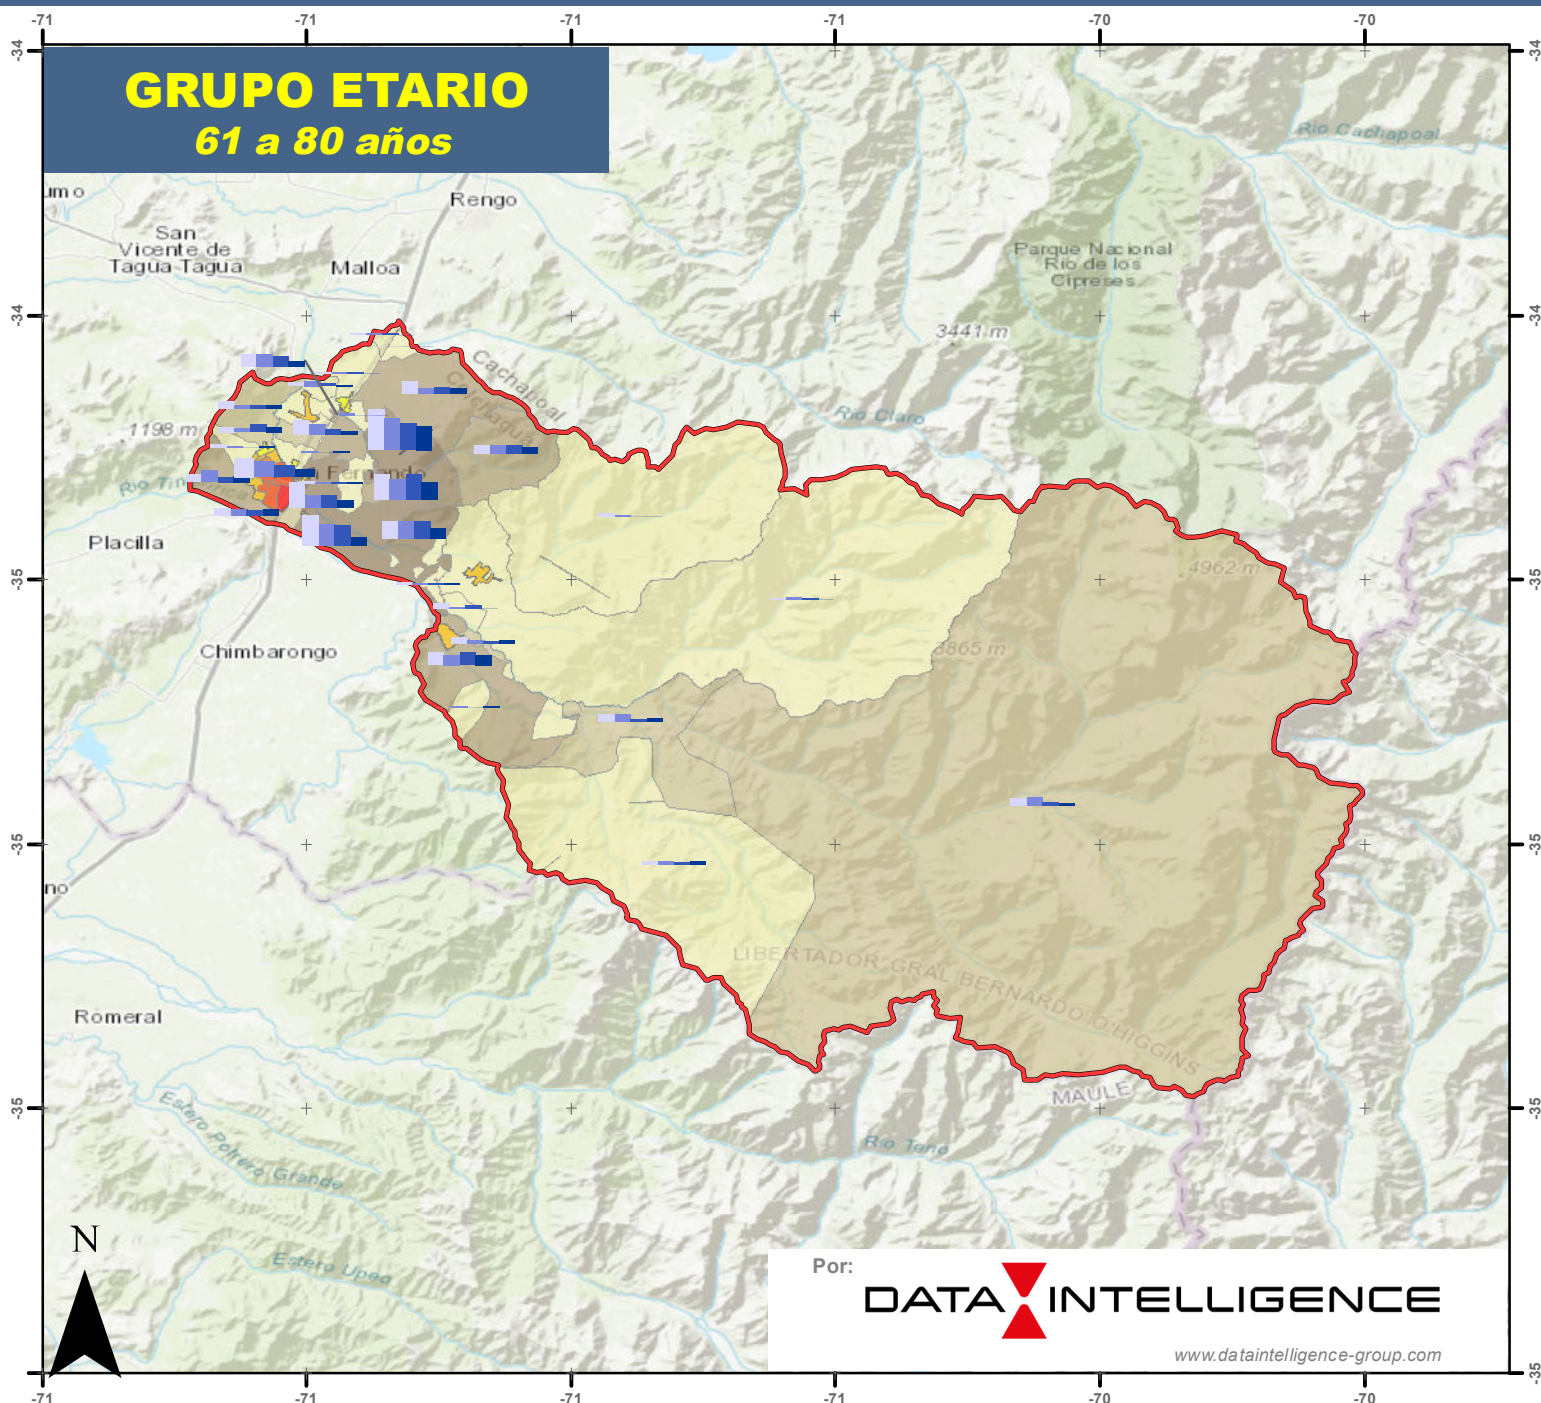 -71 -71 -71 -71 -70 -70
-34 -34
GRUPO ETARIO
61 a 80 años
Rio Cachapoal
Rengo
San
Vicente de
Tagua Tagua
Malloa
Parque Nacional
Rio de los
Cipreses
-34 -34
3441 m
Cachapoal
Rio Claro
1198 m
Fernando
Placilla
-35 -35
4962 m
Chimbarongo
3865 m
-35 -35
no
LIBERTADOR GRAL BERNARDO O'HIGGINS
Romeral
MAULE
-35 -35
Estero Potrero Grande
Rio Teno
N
Estero Upeo
Por:
DATA INTELLIGENCE
www.dataintelligence-group.com
-71 -71 -71 -71 -70 -70